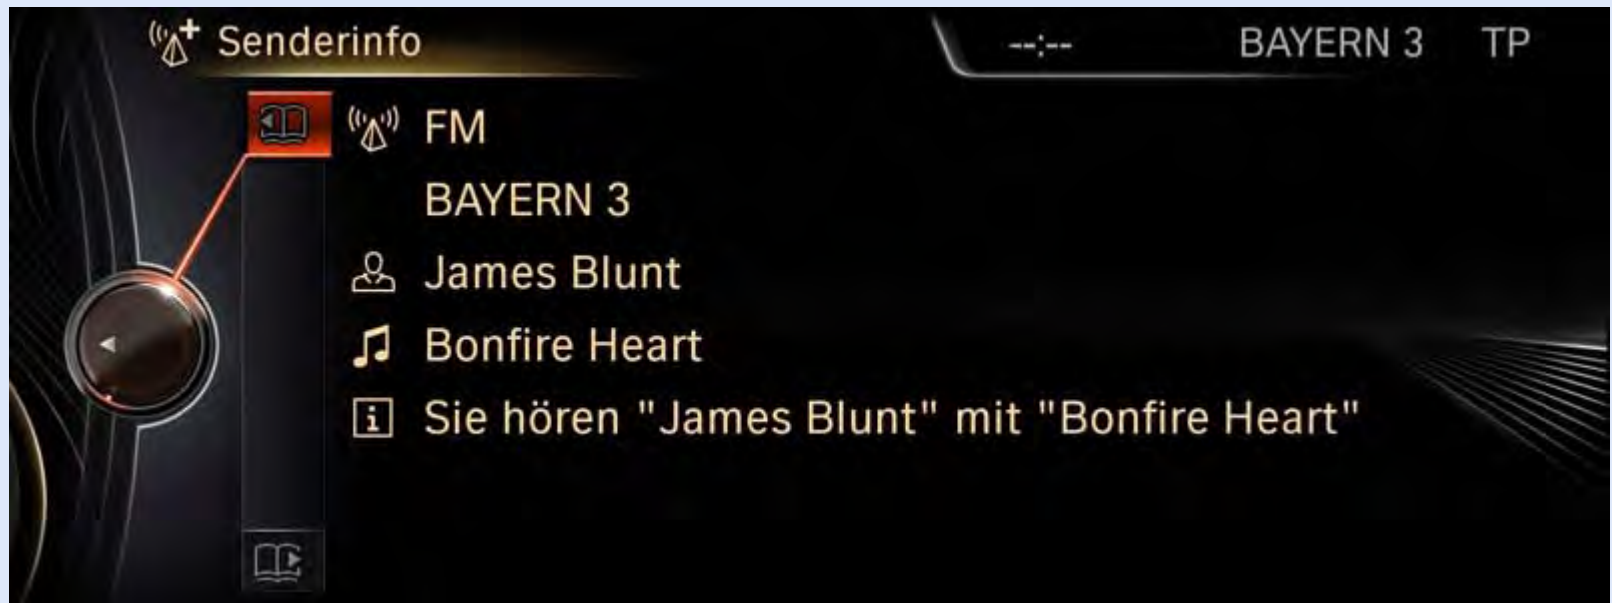 Senderinfo
--:-- BAYERN 3 TP
FM
BAYERN 3
James Blunt
Bonfire Heart
Sie hören "James Blunt" mit "Bonfire Heart"